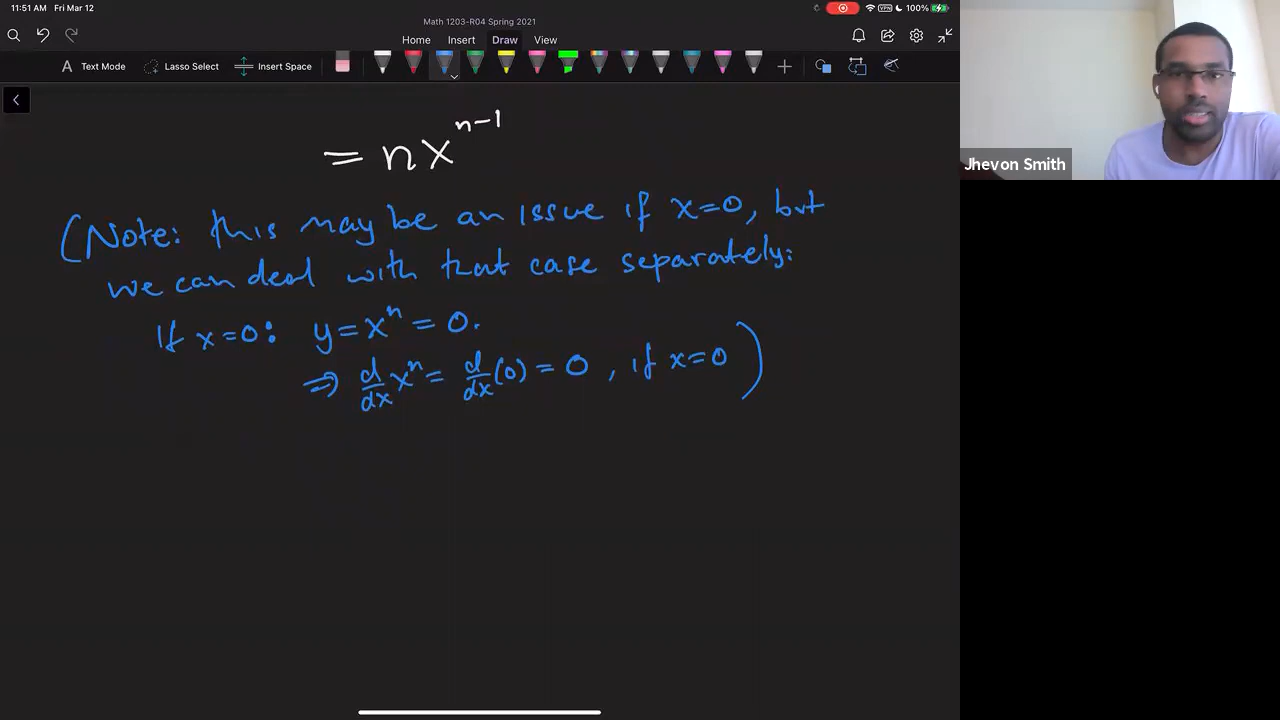 11:51 AM Fri Mar 12
100%
VPN
Math 1203-R04 Spring 2021
Home Insert Draw View
Text Mode Lasso Select Insert Space
= nx^{n-1}
(Note: this may be an issue if x=0, but
we can deal with that case separately:
If x=0: y=x^n = 0.
⇒ d/dx x^n = d/dx (0) = 0, if x=0)
Jhevon Smith